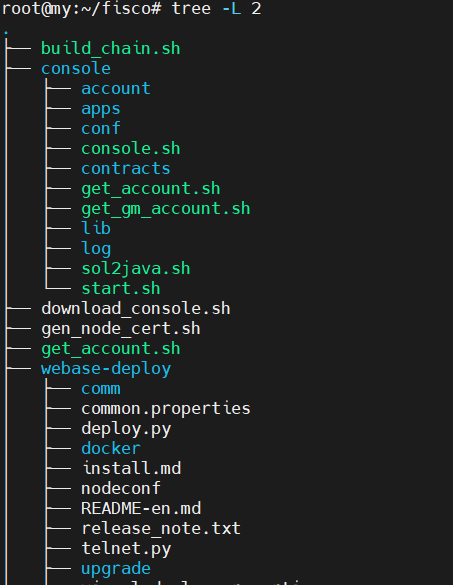 root@my:~/fisco# tree -L 2
.
├── build_chain.sh
├── console
│   ├── account
│   ├── apps
│   ├── conf
│   ├── console.sh
│   ├── contracts
│   ├── get_account.sh
│   ├── get_gm_account.sh
│   ├── lib
│   ├── log
│   ├── sol2java.sh
│   └── start.sh
├── download_console.sh
├── gen_node_cert.sh
├── get_account.sh
├── webase-deploy
│   ├── comm
│   ├── common.properties
│   ├── deploy.py
│   ├── docker
│   ├── install.md
│   ├── nodeconf
│   ├── README-en.md
│   ├── release_note.txt
│   ├── telnet.py
│   ├── upgrade